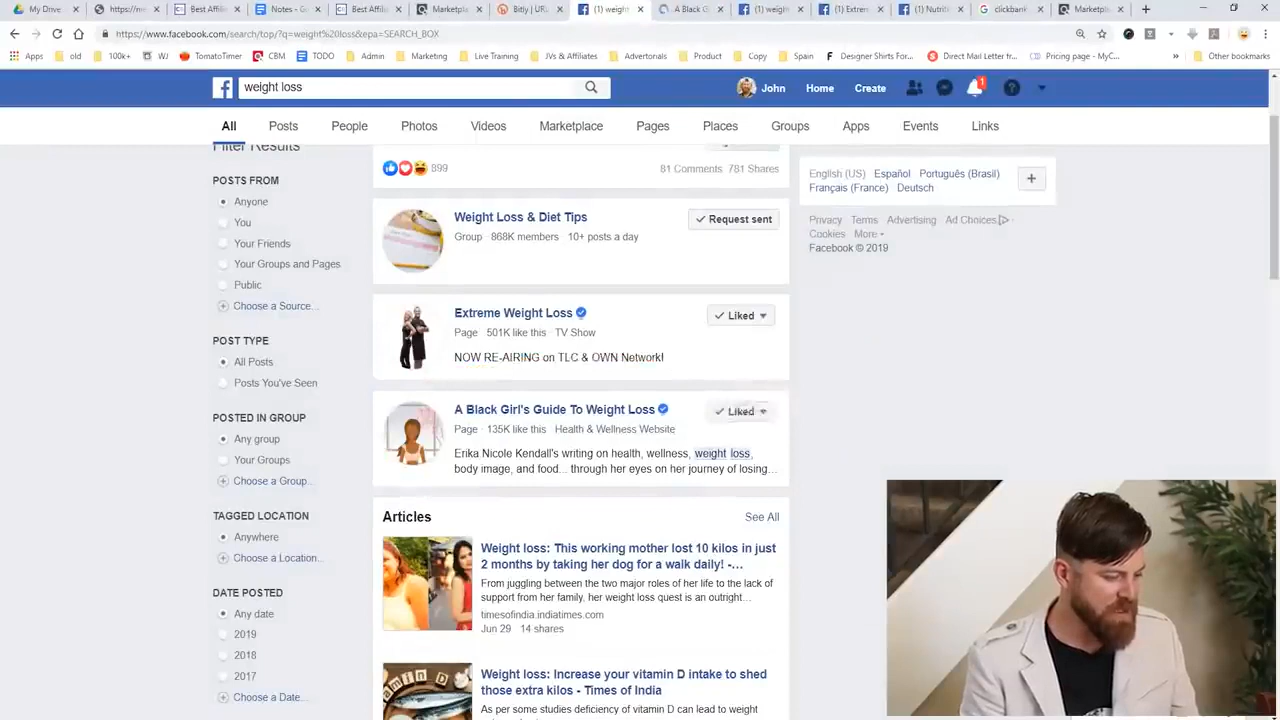 My Drive
https://m
Best Affilia
Notes - Go
Best Affilia
Marketpla
Bitly | URL
(1) weight
A Black Gi
(1) weight
(1) Extrem
(1) Nutriti
clickbank
Marketpla
https://www.facebook.com/search/top/?q=weight%20loss&epa=SEARCH_BOX
Apps
old
100k+
WJ
TomatoTimer
CBM
TODO
Admin
Marketing
Live Training
JVs & Affiliates
Advertorials
Product
Copy
Spain
Designer Shirts For...
Direct Mail Letter fr...
Pricing page - MyC...
Other bookmarks
weight loss
John
Home
Create
1
All
Posts
People
Photos
Videos
Marketplace
Pages
Places
Groups
Apps
Events
Links
Filter Results
POSTS FROM
Anyone
You
Your Friends
Your Groups and Pages
Public
Choose a Source...
POST TYPE
All Posts
Posts You've Seen
POSTED IN GROUP
Any group
Your Groups
Choose a Group...
TAGGED LOCATION
Anywhere
Choose a Location...
DATE POSTED
Any date
2019
2018
2017
Choose a Date...
899
81 Comments 781 Shares
Weight Loss & Diet Tips
Request sent
Group 868K members 10+ posts a day
Extreme Weight Loss
Liked
Page · 501K like this · TV Show
NOW RE-AIRING on TLC & OWN Network!
A Black Girl's Guide To Weight Loss
Liked
Page · 135K like this · Health & Wellness Website
Erika Nicole Kendall's writing on health, wellness, weight loss,
body image, and food... through her eyes on her journey of losing...
Articles
See All
Weight loss: This working mother lost 10 kilos in just
2 months by taking her dog for a walk daily! -...
From juggling between the two major roles of her life to the lack of
support from her family, her weight loss quest is an outright...
timesofindia.indiatimes.com
Jun 29 · 14 shares
Weight loss: Increase your vitamin D intake to shed
those extra kilos - Times of India
As per some studies deficiency of vitamin D can lead to weight
English (US) · Español · Português (Brasil) ·
Français (France) · Deutsch
Privacy · Terms · Advertising · Ad Choices ·
Cookies · More
Facebook © 2019